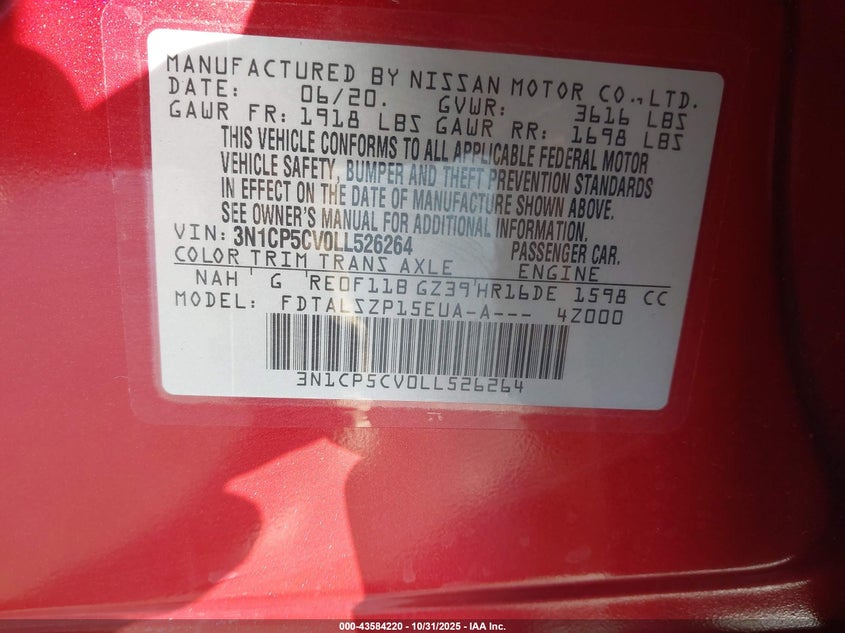 MANUFACTURED BY NISSAN MOTOR CO., LTD.
DATE: 06/20. GVWR: 3616 LBS
GAWR FR: 1918 LBS GAWR RR: 1698 LBS
THIS VEHICLE CONFORMS TO ALL APPLICABLE FEDERAL MOTOR
VEHICLE SAFETY, BUMPER AND THEFT PREVENTION STANDARDS
IN EFFECT ON THE DATE OF MANUFACTURE SHOWN ABOVE.
SEE OWNER'S MANUAL FOR ADDITIONAL INFORMATION.
VIN: 3N1CP5CV0LL526264 PASSENGER CAR.
COLOR TRIM TRANS AXLE ENGINE
NAH G RE0F11B GZ39 HR16DE 1598 CC
MODEL: FDTALSZP15EUA-A--- 4Z000
3N1CP5CV0LL526264
000-43584220 - 10/31/2025 - IAA Inc.